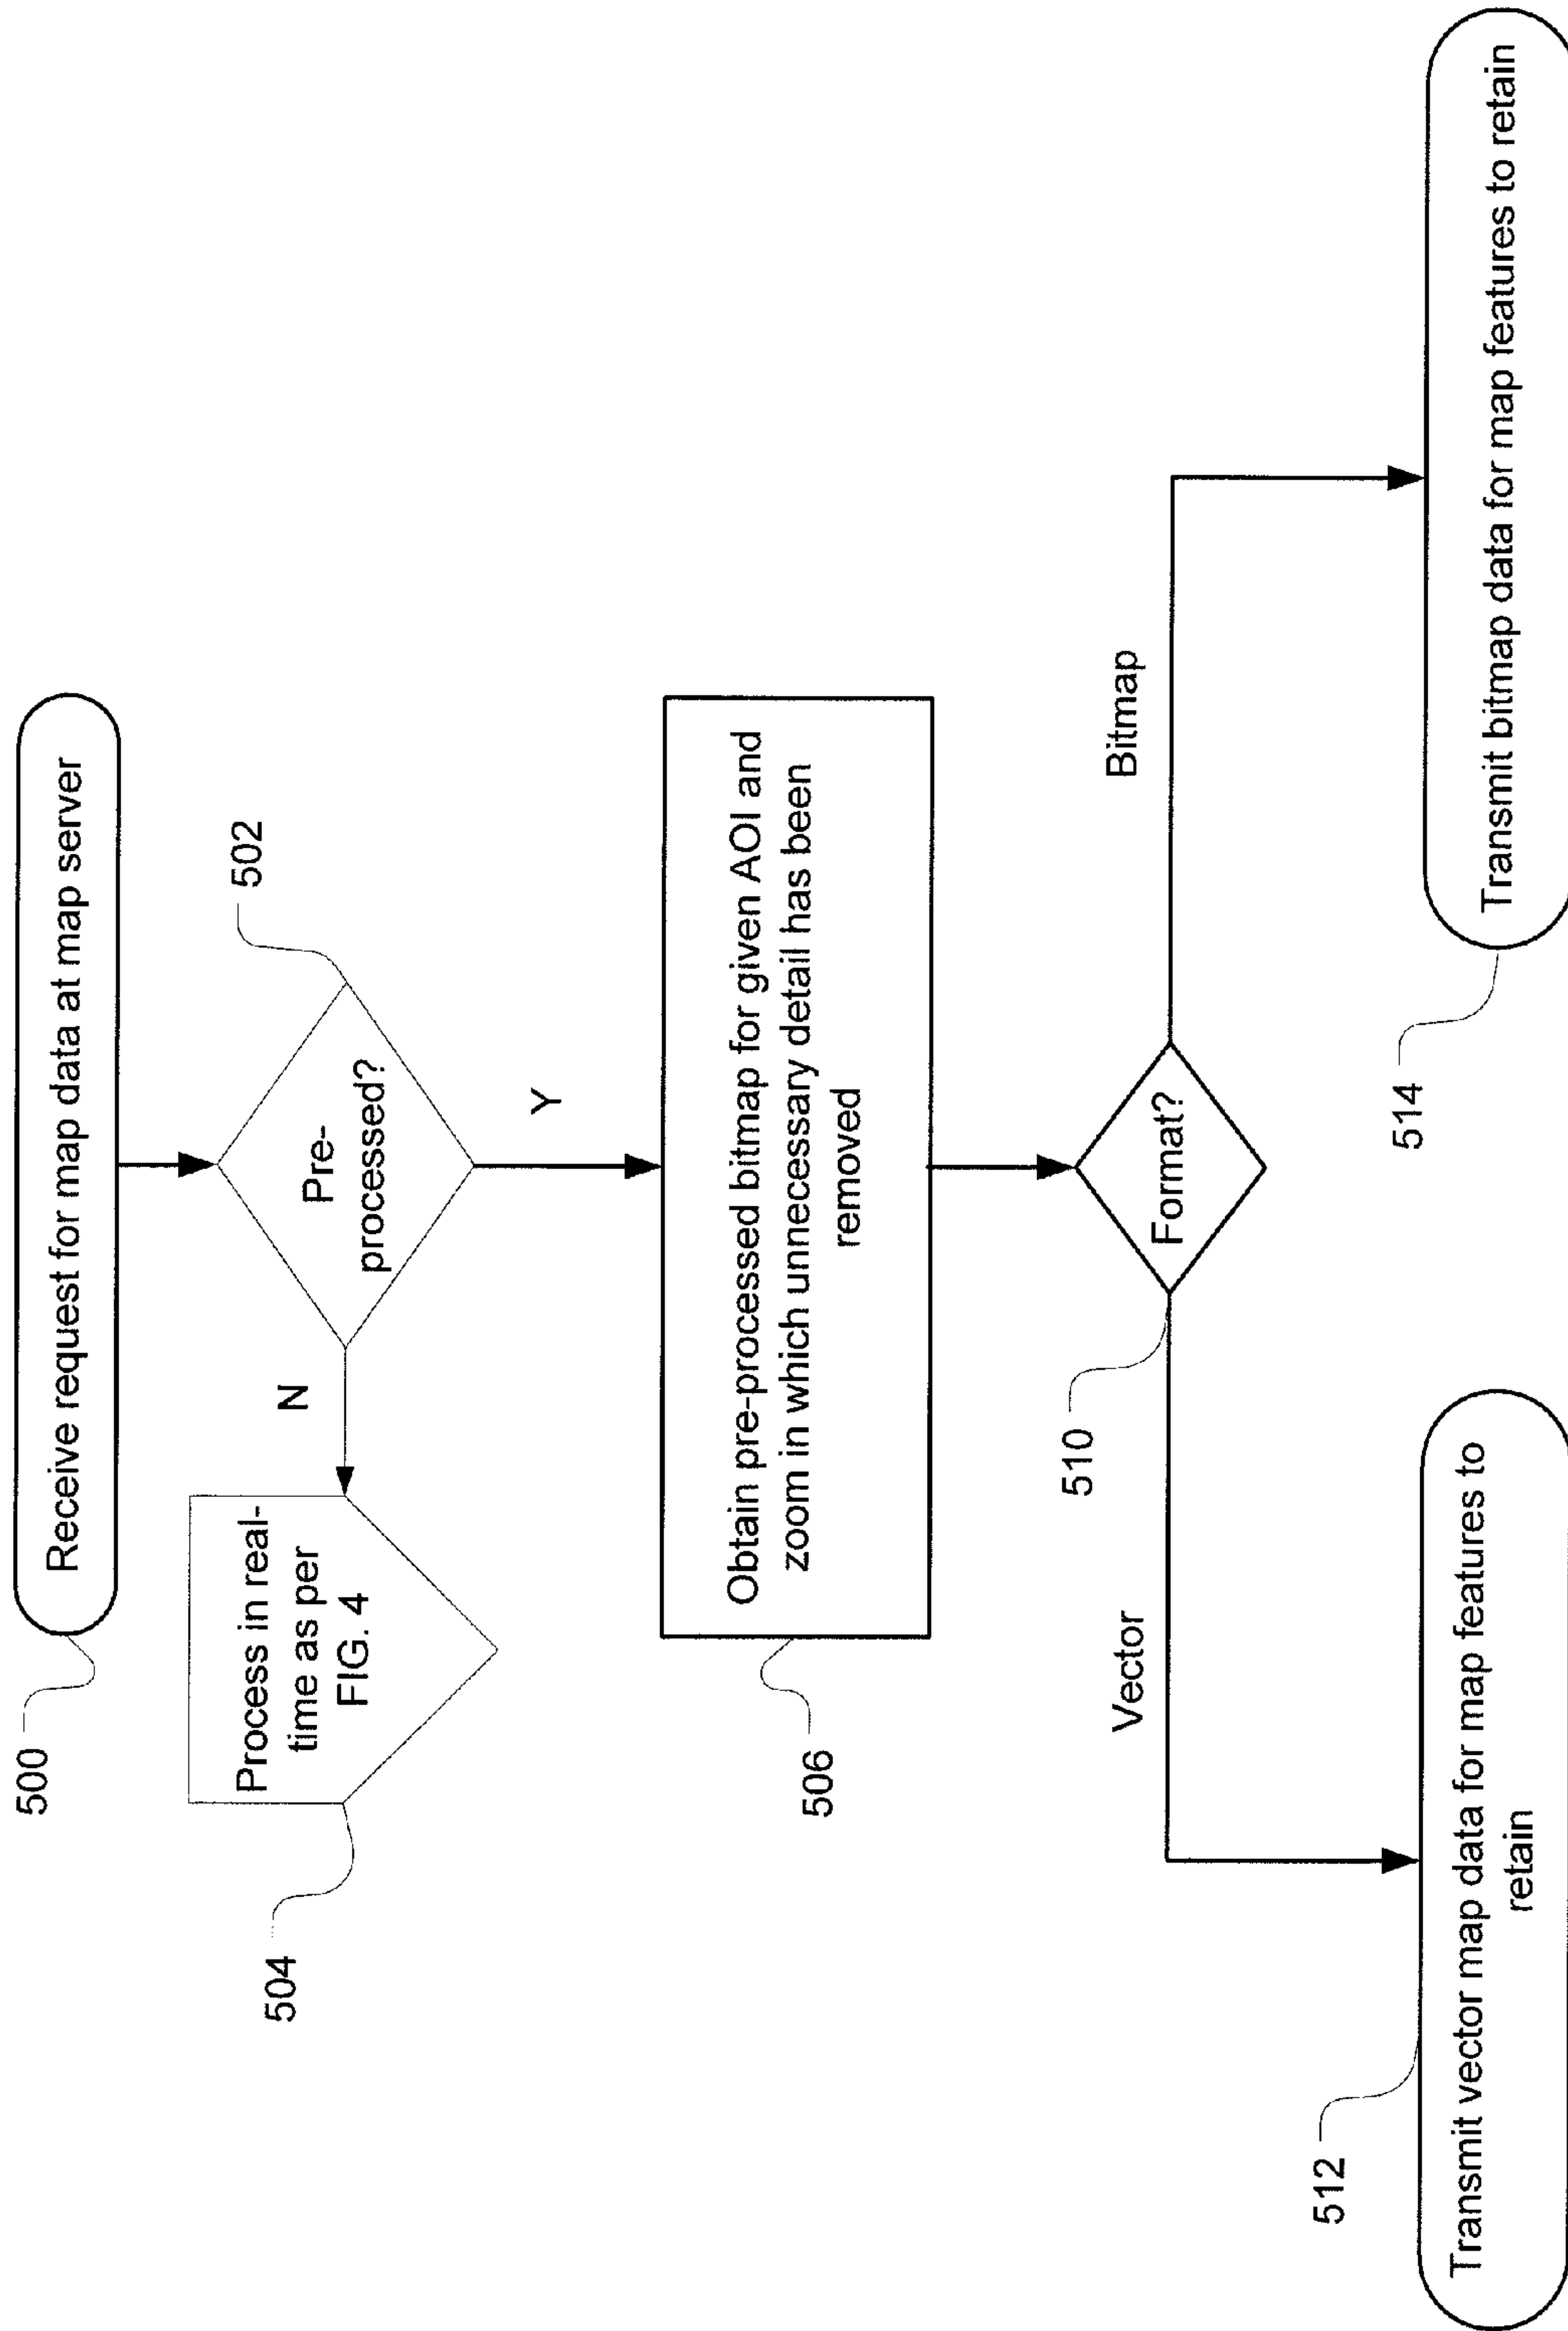 500
Receive request for map data at map server
502
Pre-
processed?
N
Y
504
Process in real-
time as per
FIG. 4
506
Obtain pre-processed bitmap for given AOI and
zoom in which unnecessary detail has been
removed
510
Format?
Vector
Bitmap
512
Transmit vector map data for map features to
retain
514
Transmit bitmap data for map features to retain